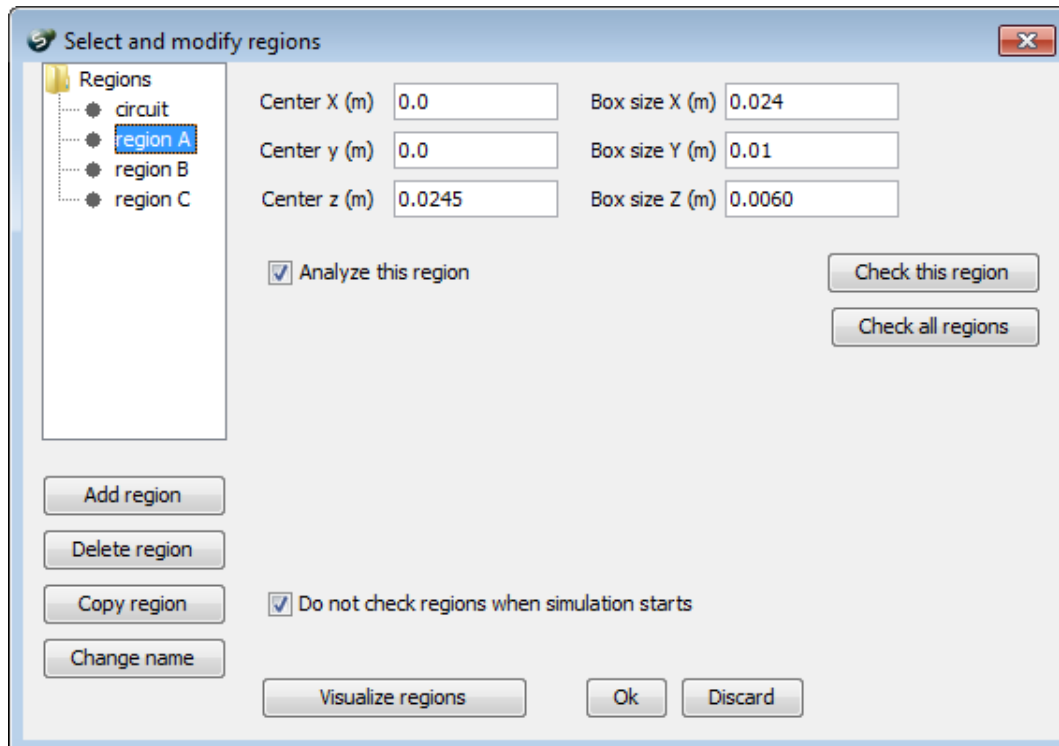 Select and modify regions
Regions
circuit
region A
region B
region C
Center X (m) 0.0 Box size X (m) 0.024
Center y (m) 0.0 Box size Y (m) 0.01
Center z (m) 0.0245 Box size Z (m) 0.0060
Analyze this region
Check this region
Check all regions
Add region
Delete region
Copy region
Change name
Do not check regions when simulation starts
Visualize regions Ok Discard